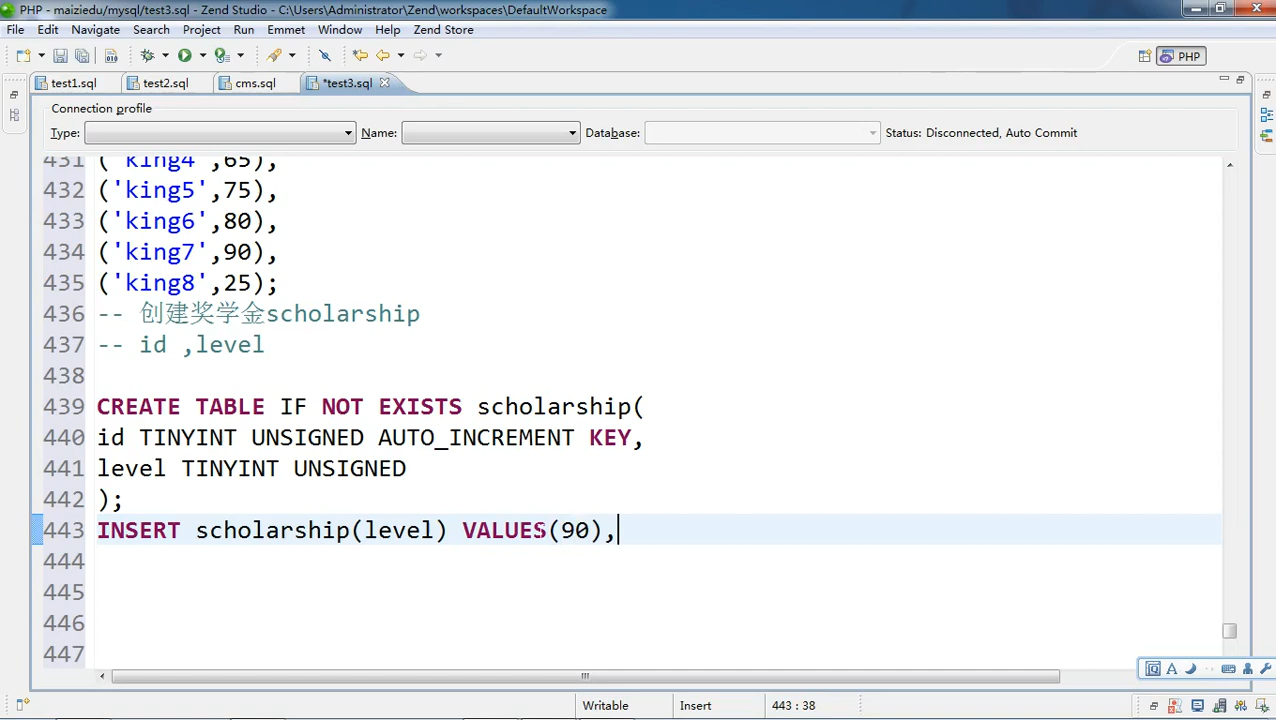 PHP - maiziedu/mysql/test3.sql - Zend Studio - C:\Users\Administrator\Zend\workspaces\DefaultWorkspace
File Edit Navigate Search Project Run Emmet Window Help Zend Store
PHP
test1.sql test2.sql cms.sql *test3.sql
Connection profile
Type: Name: Database: Status: Disconnected, Auto Commit
431 ('king4',65),
432 ('king5',75),
433 ('king6',80),
434 ('king7',90),
435 ('king8',25);
436 -- 创建奖学金scholarship
437 -- id ,level
438
439 CREATE TABLE IF NOT EXISTS scholarship(
440 id TINYINT UNSIGNED AUTO_INCREMENT KEY,
441 level TINYINT UNSIGNED
442 );
443 INSERT scholarship(level) VALUES(90),
444
445
446
447
A
Writable Insert 443 : 38